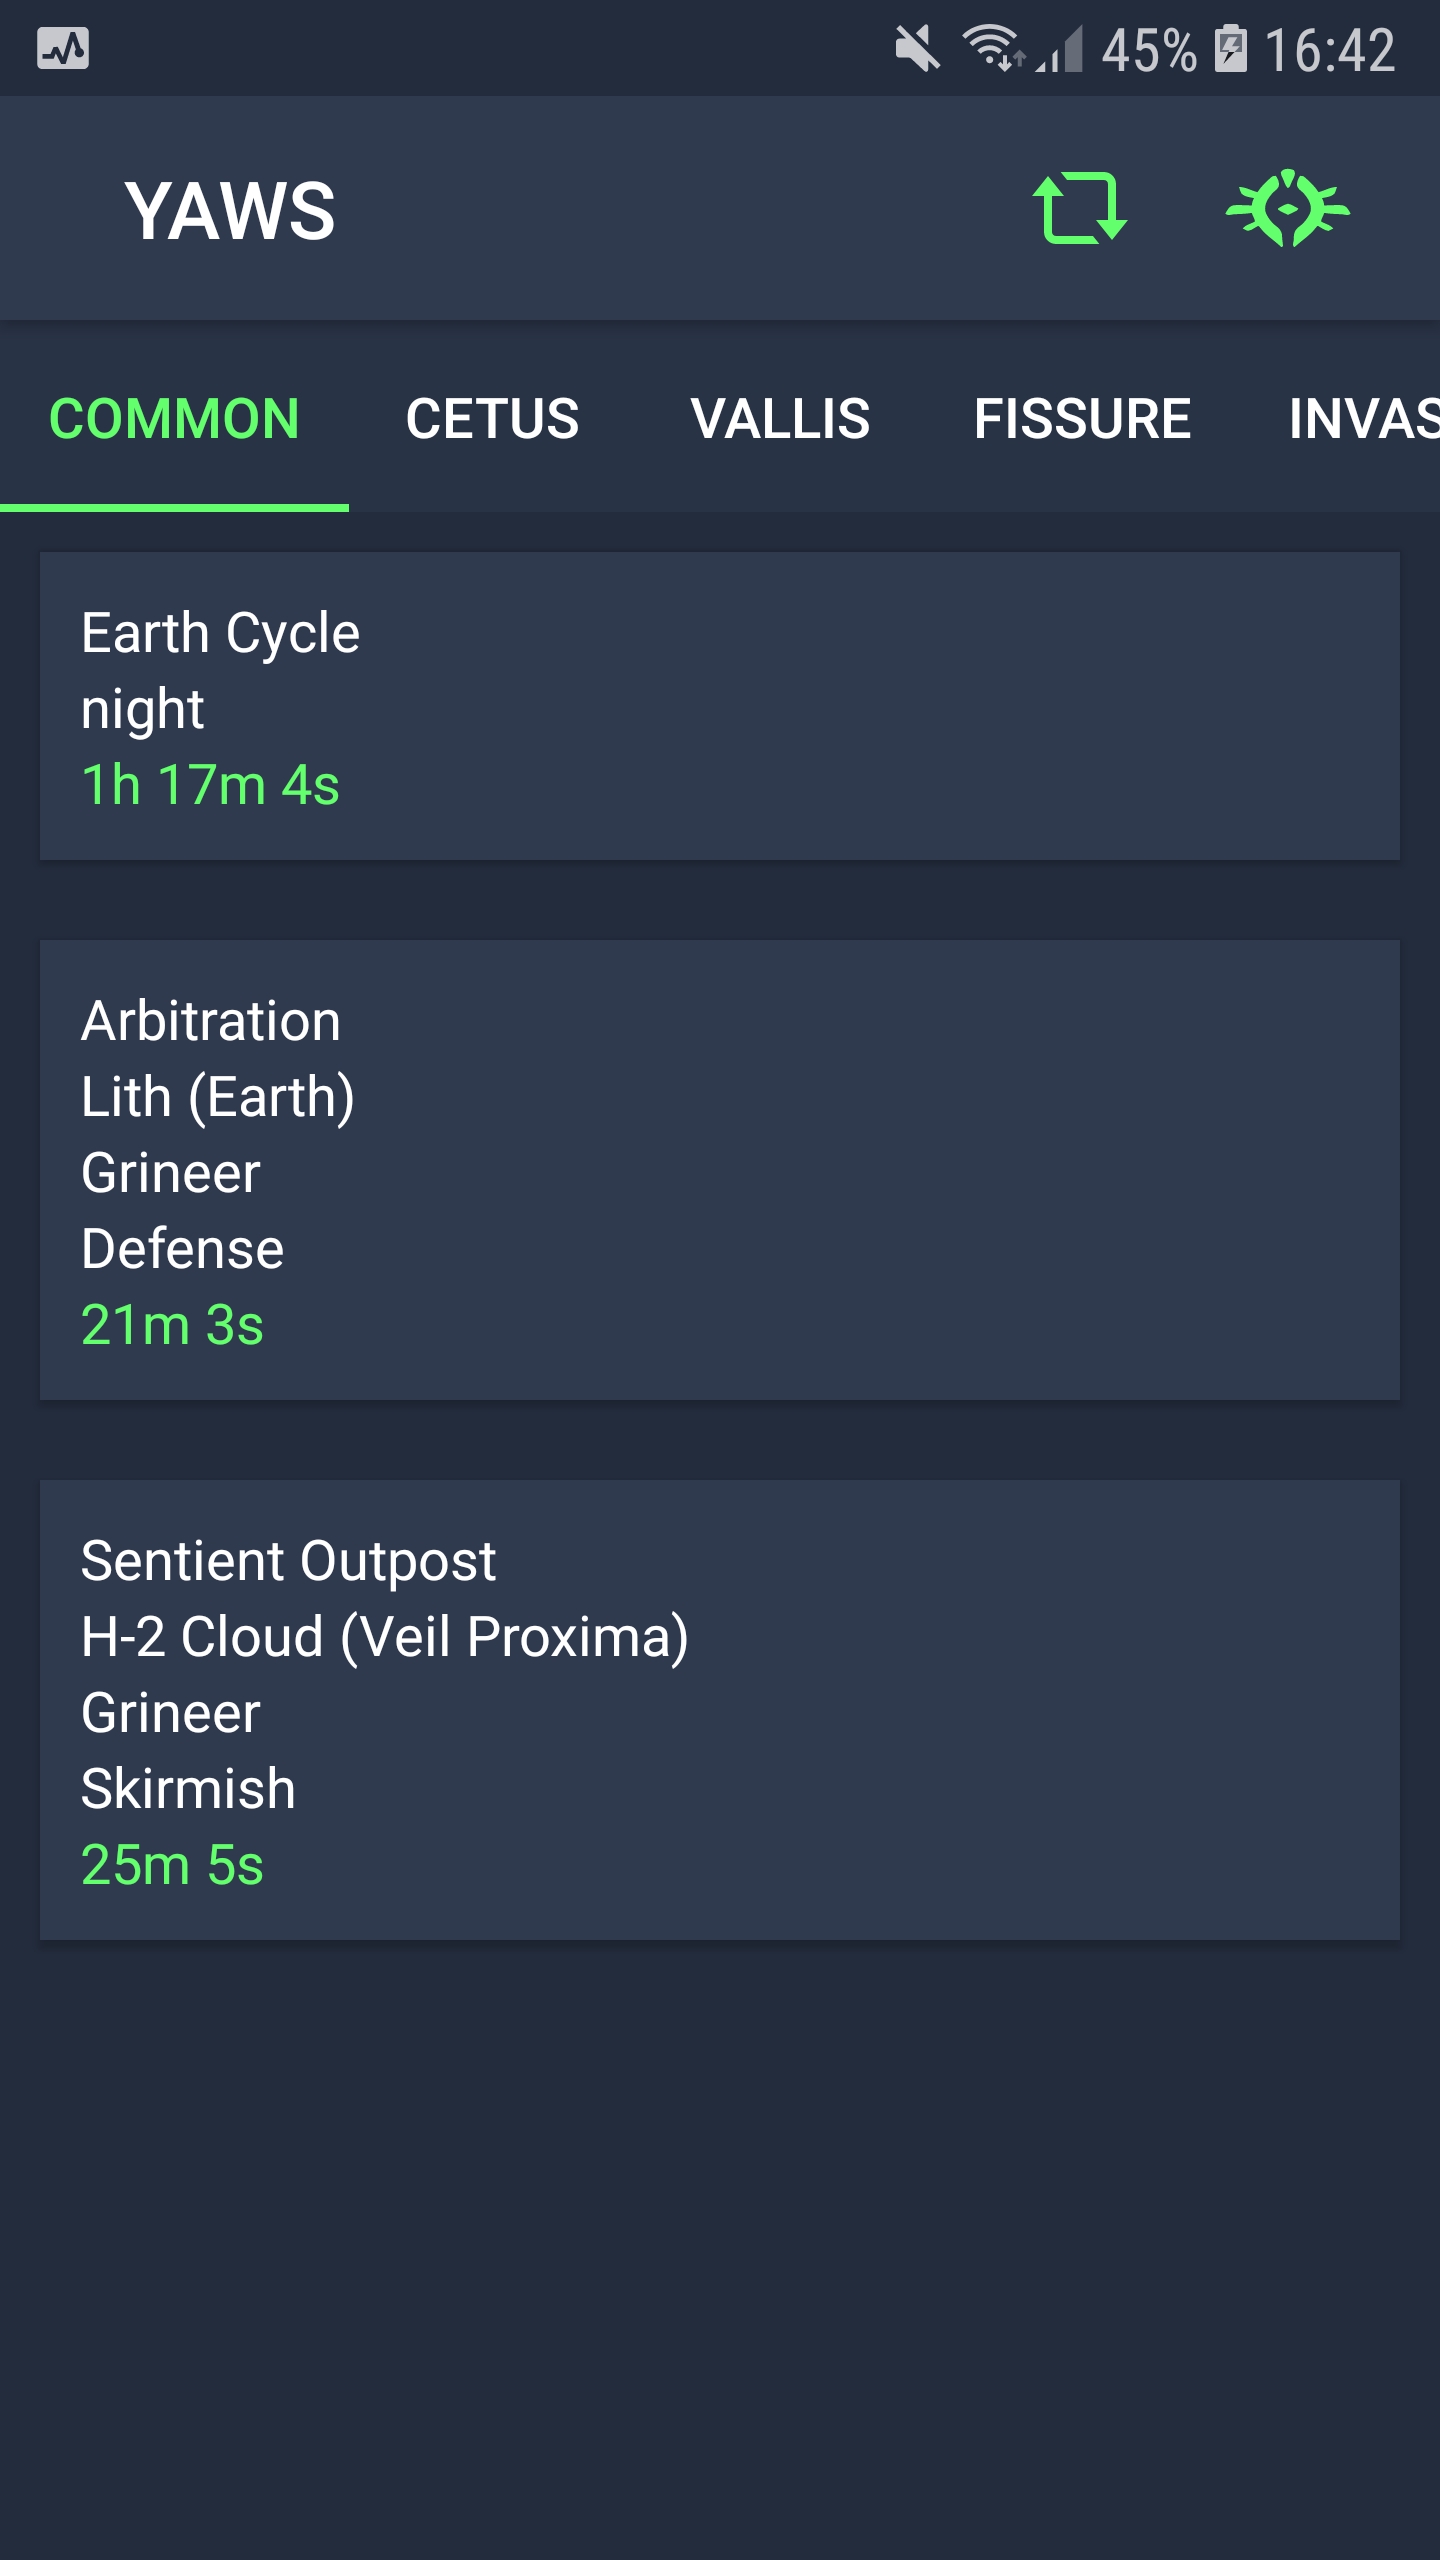 45% 16:42
YAWS
COMMON CETUS VALLIS FISSURE INVAS
Earth Cycle
night
1h 17m 4s
Arbitration
Lith (Earth)
Grineer
Defense
21m 3s
Sentient Outpost
H-2 Cloud (Veil Proxima)
Grineer
Skirmish
25m 5s